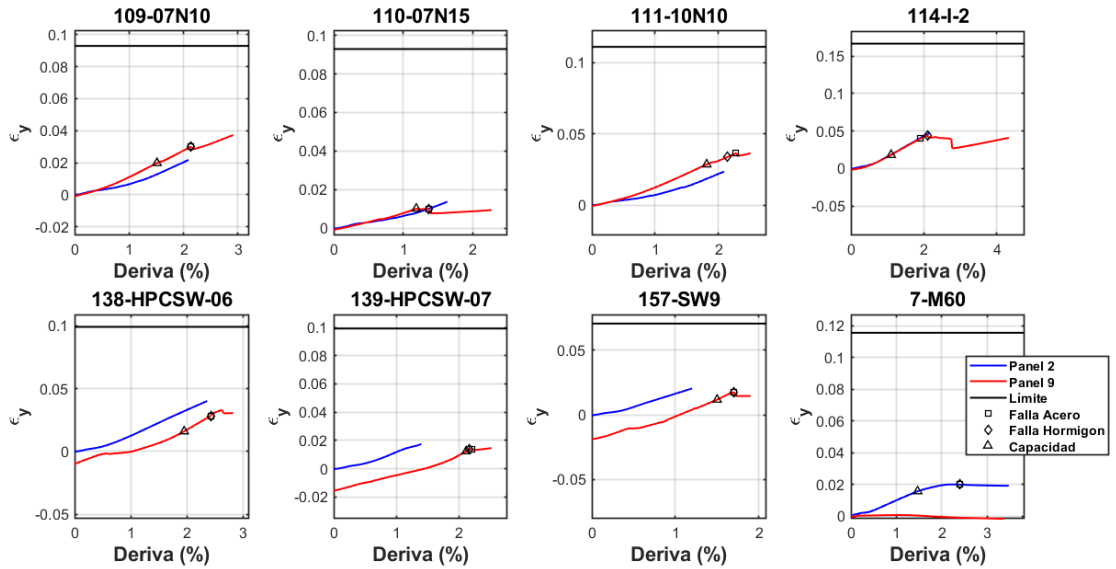 109-07N10
110-07N15
111-10N10
114-I-2
0.1
0.08
0.06
0.04
0.02
0
-0.02
0 1 2 3
ϵy
Deriva (%)
0.1
0.08
0.06
0.04
0.02
0
0 1 2
ϵy
Deriva (%)
0.1
0.05
0
0 1 2
ϵy
Deriva (%)
0.15
0.1
0.05
0
-0.05
0 2 4
ϵy
Deriva (%)
138-HPCSW-06
139-HPCSW-07
157-SW9
7-M60
0.1
0.05
0
-0.05
0 1 2 3
ϵy
Deriva (%)
0.1
0.08
0.06
0.04
0.02
0
-0.02
0 1 2
ϵy
Deriva (%)
0.05
0
-0.05
0 1 2
ϵy
Deriva (%)
0.12
0.1
0.08
0.06
0.04
0.02
0
0 1 2 3
ϵy
Deriva (%)
Panel 2
Panel 9
Limite
Falla Acero
Falla Hormigon
Capacidad